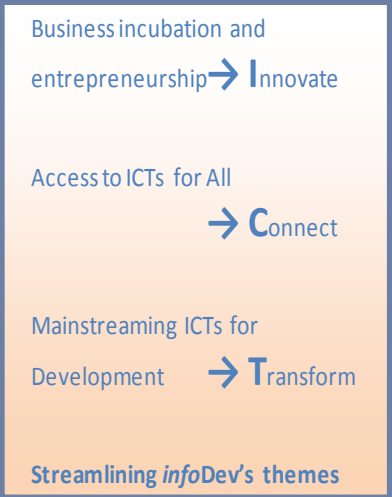 Business incubation and
entrepreneurship→ Innovate
Access to ICTs for All
→ Connect
Mainstreaming ICTs for
Development → Transform
Streamlining infoDev's themes